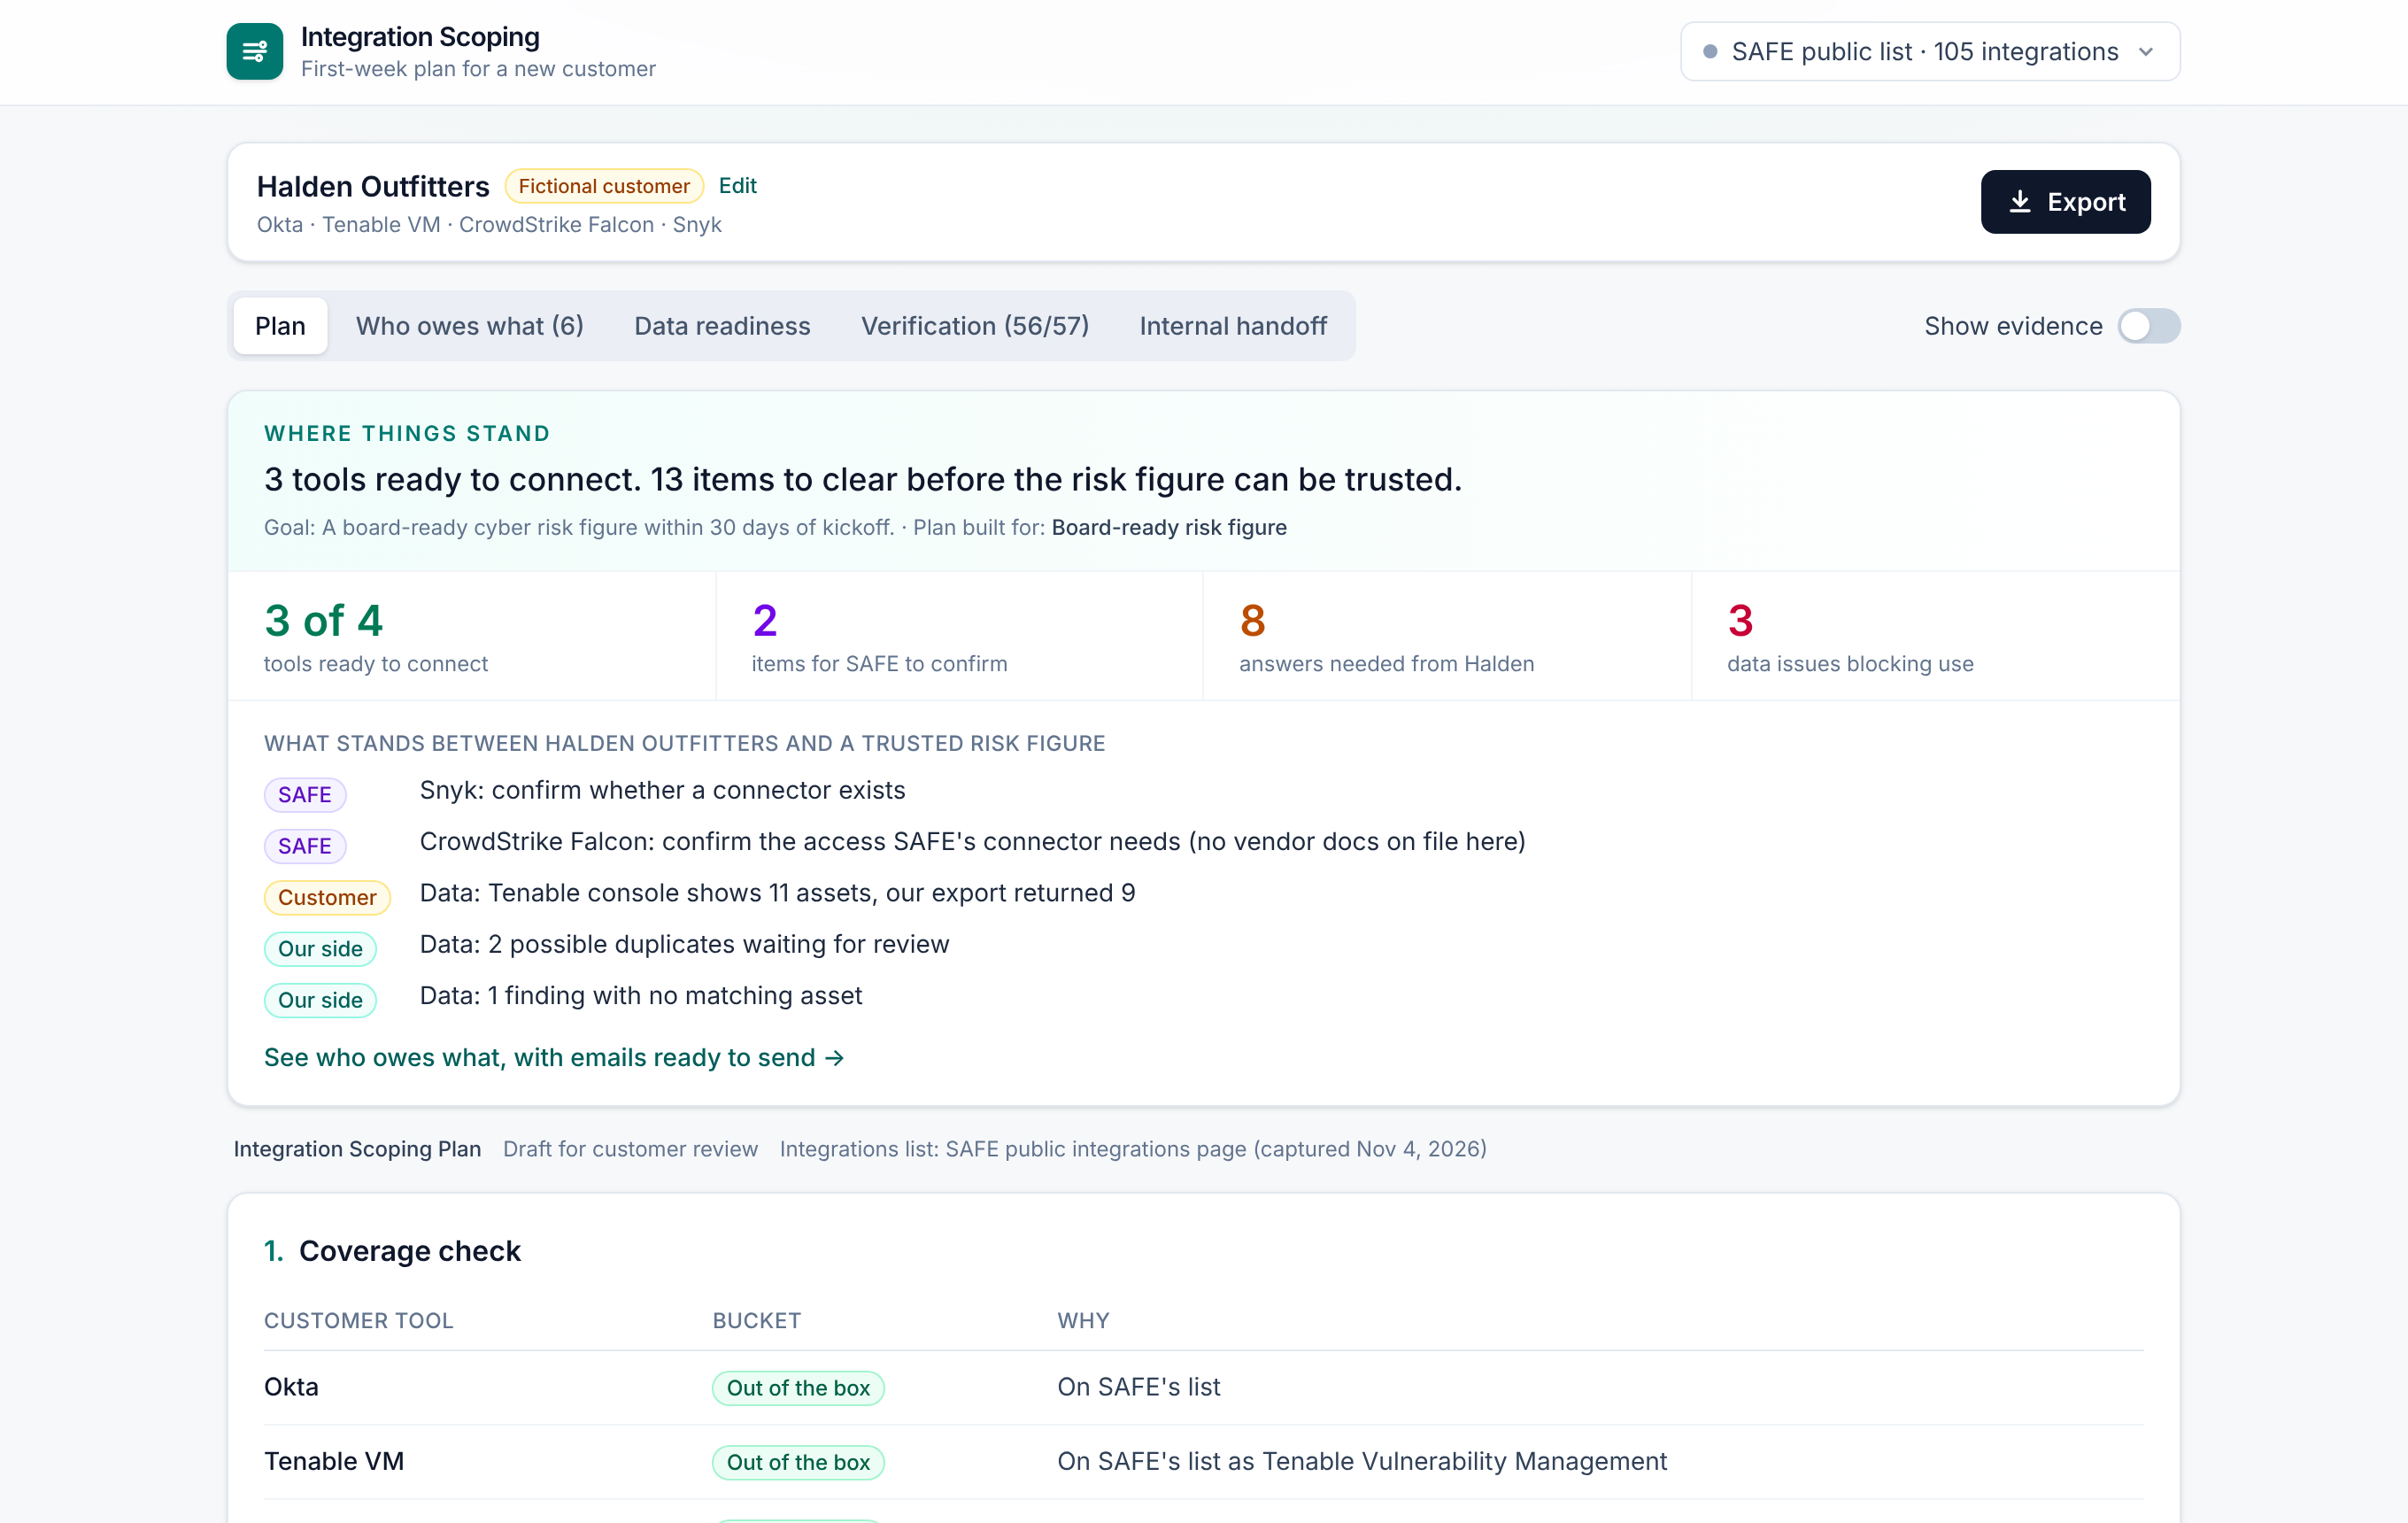 Integration Scoping
First-week plan for a new customer
SAFE public list · 105 integrations
Halden Outfitters Fictional customer Edit
Okta · Tenable VM · CrowdStrike Falcon · Snyk
Export
Plan Who owes what (6) Data readiness Verification (56/57) Internal handoff Show evidence
WHERE THINGS STAND
3 tools ready to connect. 13 items to clear before the risk figure can be trusted.
Goal: A board-ready cyber risk figure within 30 days of kickoff. · Plan built for: Board-ready risk figure
3 of 4
tools ready to connect
2
items for SAFE to confirm
8
answers needed from Halden
3
data issues blocking use
WHAT STANDS BETWEEN HALDEN OUTFITTERS AND A TRUSTED RISK FIGURE
SAFE Snyk: confirm whether a connector exists
SAFE CrowdStrike Falcon: confirm the access SAFE's connector needs (no vendor docs on file here)
Customer Data: Tenable console shows 11 assets, our export returned 9
Our side Data: 2 possible duplicates waiting for review
Our side Data: 1 finding with no matching asset
See who owes what, with emails ready to send →
Integration Scoping Plan Draft for customer review Integrations list: SAFE public integrations page (captured Nov 4, 2026)
1. Coverage check
CUSTOMER TOOL BUCKET WHY
Okta Out of the box On SAFE's list
Tenable VM Out of the box On SAFE's list as Tenable Vulnerability Management